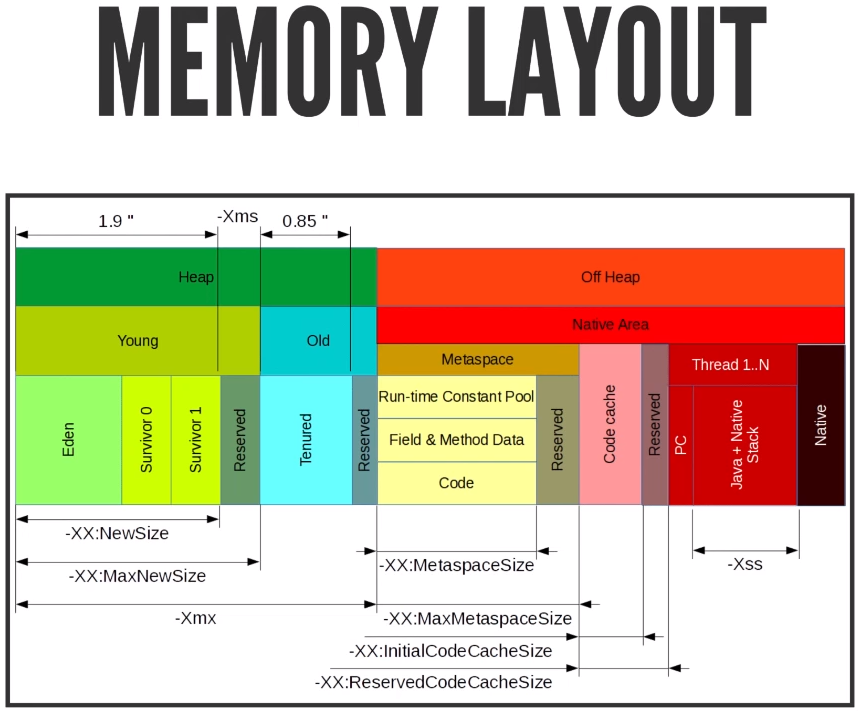 MEMORY LAYOUT
1.9 "
-Xms
0.85 "
Heap
Off Heap
Young
Old
Native Area
Metaspace
Thread 1..N
Eden
Survivor 0
Survivor 1
Reserved
Tenured
Reserved
Run-time Constant Pool
Field & Method Data
Code
Reserved
Code cache
Reserved
PC
Java + Native
Stack
Native
-XX:NewSize
-XX:MaxNewSize
-Xmx
-XX:MetaspaceSize
-Xss
-XX:MaxMetaspaceSize
-XX:InitialCodeCacheSize
-XX:ReservedCodeCacheSize